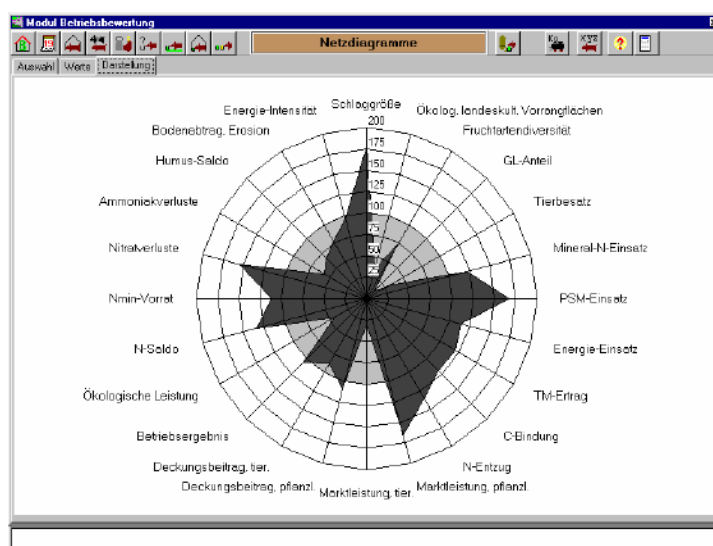 Modul Betriebsbewertung
Netzdiagramme
Kg
xyz
?
Auswahl Werte Darstellung
Schlaggröße
Energie-Intensität
Ökolog. landeskult. Vorrangflächen
Bodenabtrag, Erosion
Fruchtartendiversität
Humus-Saldo
GL-Anteil
Ammoniakverluste
Tierbesatz
Nitratverluste
Mineral-N-Einsatz
Nmin-Vorrat
PSM-Einsatz
N-Saldo
Energie-Einsatz
Ökologische Leistung
TM-Ertrag
Betriebsergebnis
C-Bindung
Deckungsbeitrag, tier.
N-Entzug
Deckungsbeitrag, pflanzl.
Marktleistung, tier.
Marktleistung, pflanzl.
200
175
150
125
100
75
50
25